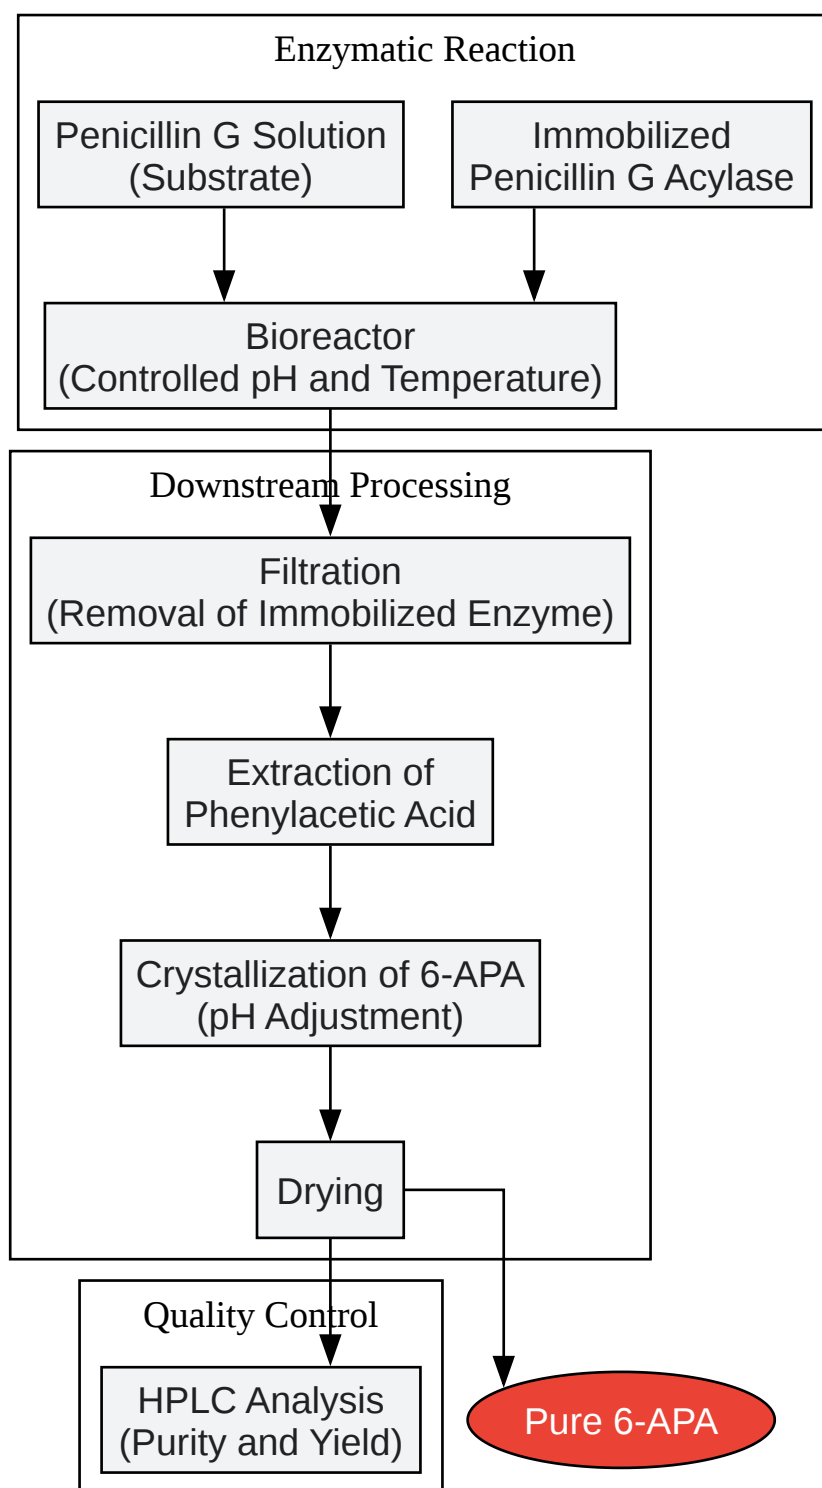 Enzymatic Reaction
Penicillin G Solution
(Substrate)
Immobilized
Penicillin G Acylase
Bioreactor
(Controlled pH and Temperature)
Downstream Processing
Filtration
(Removal of Immobilized Enzyme)
Extraction of
Phenylacetic Acid
Crystallization of 6-APA
(pH Adjustment)
Drying
Quality Control
HPLC Analysis
(Purity and Yield)
Pure 6-APA